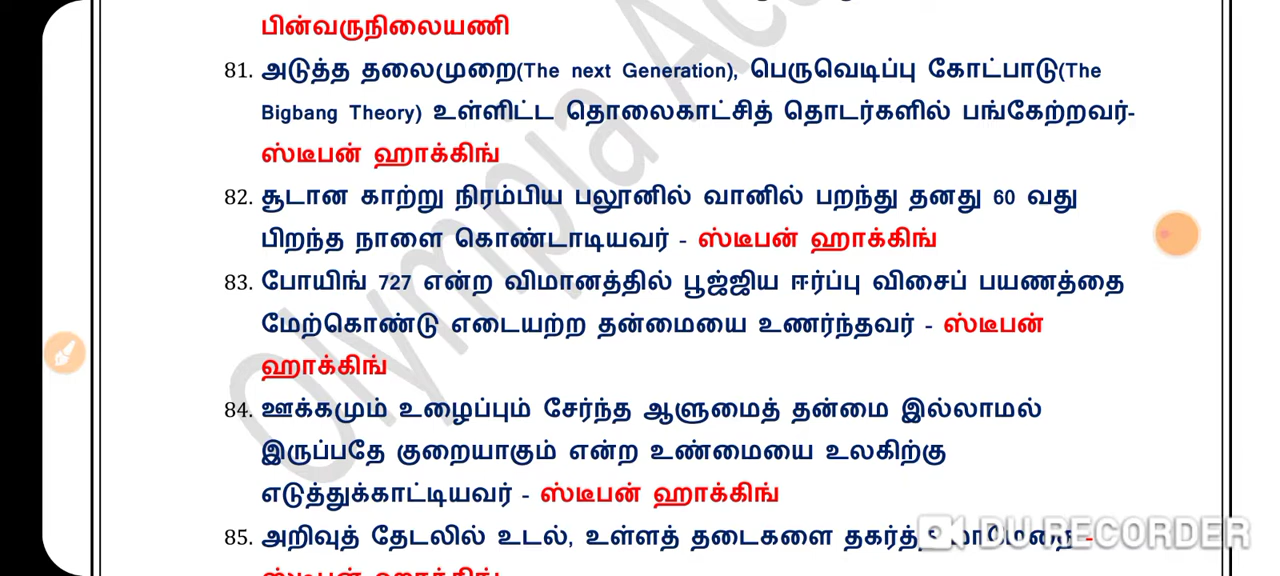 பின்வருநிலையணி
81. அடுத்த தலைமுறை(The next Generation), பெருவெடிப்பு கோட்பாடு(The
Bigbang Theory) உள்ளிட்ட தொலைகாட்சித் தொடர்களில் பங்கேற்றவர்-
ஸ்டீபன் ஹாக்கிங்
82. சூடான காற்று நிரம்பிய பலூனில் வானில் பறந்து தனது 60 வது
பிறந்த நாளை கொண்டாடியவர் - ஸ்டீபன் ஹாக்கிங்
83. போயிங் 727 என்ற விமானத்தில் பூஜ்ஜிய ஈர்ப்பு விசைப் பயணத்தை
மேற்கொண்டு எடையற்ற தன்மையை உணர்ந்தவர் - ஸ்டீபன்
ஹாக்கிங்
84. ஊக்கமும் உழைப்பும் சேர்ந்த ஆளுமைத் தன்மை இல்லாமல்
இருப்பதே குறையாகும் என்ற உண்மையை உலகிற்கு
எடுத்துக்காட்டியவர் - ஸ்டீபன் ஹாக்கிங்
85. அறிவுத் தேடலில் உடல், உள்ளத் தடைகளை -
ஸ்டீபன் ஹாக்கிங்
Olympia
DU RECORDER